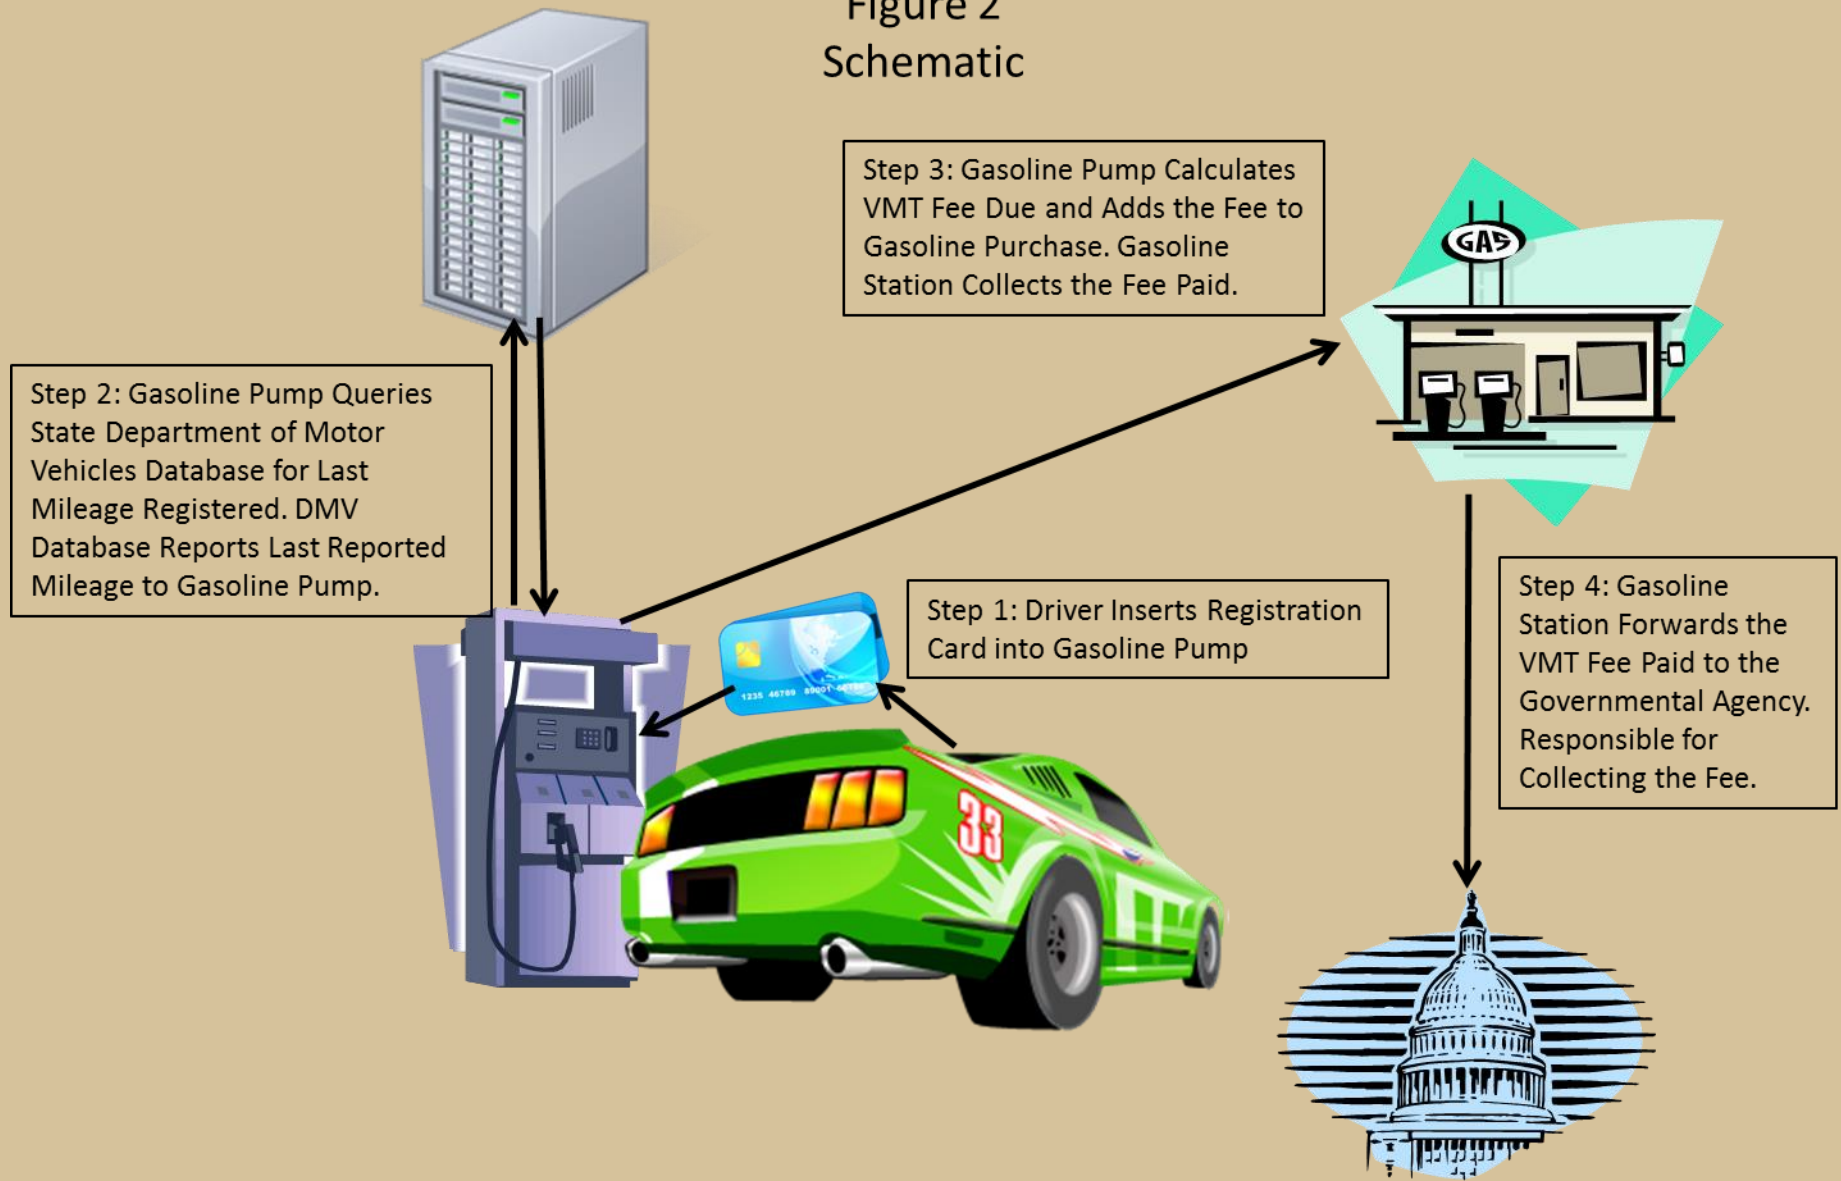 Figure 2
Schematic
Step 3: Gasoline Pump Calculates
VMT Fee Due and Adds the Fee to
Gasoline Purchase. Gasoline
Station Collects the Fee Paid.
GAS
Step 2: Gasoline Pump Queries
State Department of Motor
Vehicles Database for Last
Mileage Registered. DMV
Database Reports Last Reported
Mileage to Gasoline Pump.
Step 1: Driver Inserts Registration
Card into Gasoline Pump
1235 46789
Step 4: Gasoline
Station Forwards the
VMT Fee Paid to the
Governmental Agency.
Responsible for
Collecting the Fee.
33